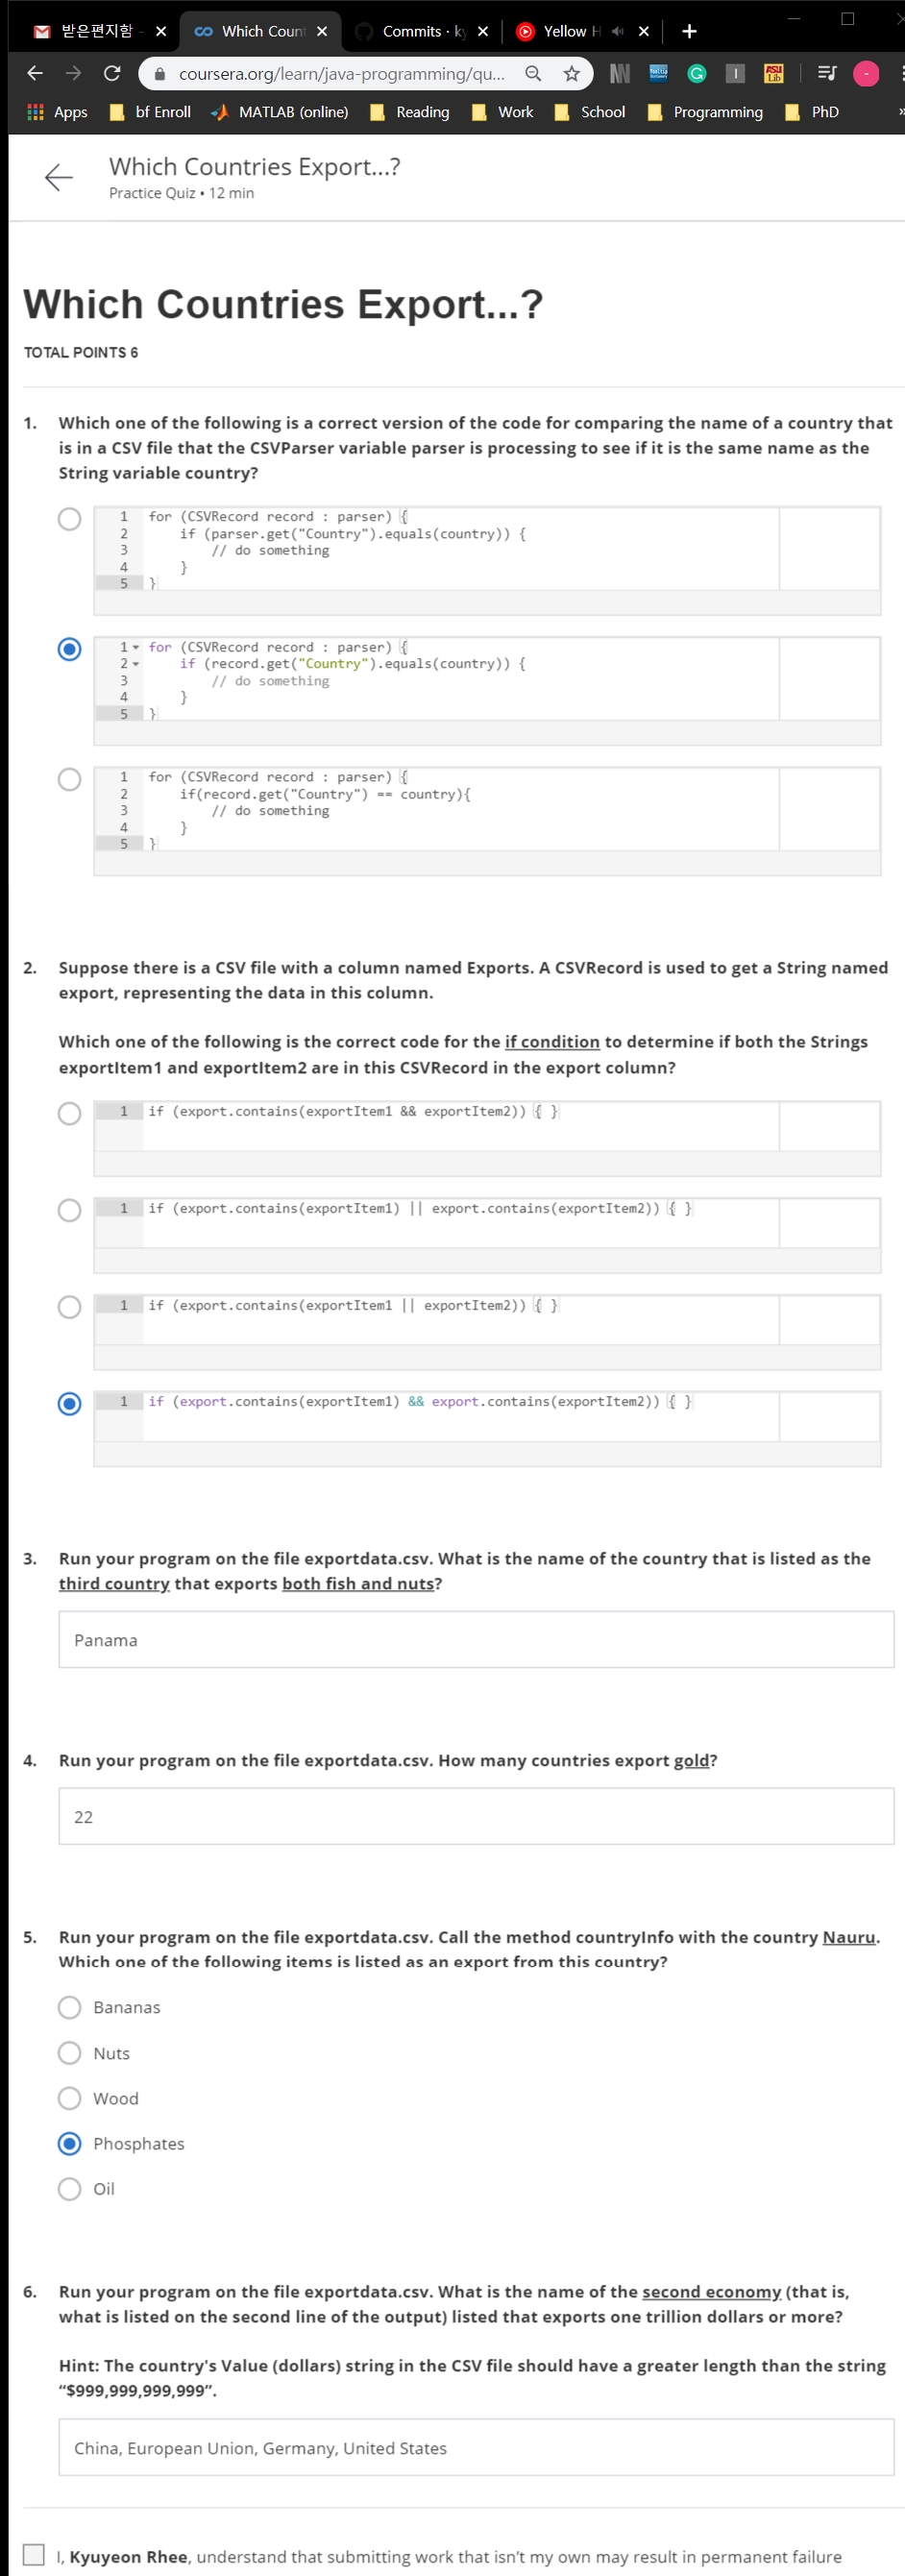 받은편지함 -
Which Coun
Commits · ky
Yellow H
coursera.org/learn/java-programming/qu...
Apps
bf Enroll
MATLAB (online)
Reading
Work
School
Programming
PhD
Which Countries Export...?
Practice Quiz • 12 min
Which Countries Export...?
TOTAL POINTS 6
1. Which one of the following is a correct version of the code for comparing the name of a country that
is in a CSV file that the CSVParser variable parser is processing to see if it is the same name as the
String variable country?
1 for (CSVRecord record : parser) {
2 if (parser.get("Country").equals(country)) {
3 // do something
4 }
5 }
1 for (CSVRecord record : parser) {
2 if (record.get("Country").equals(country)) {
3 // do something
4 }
5 }
1 for (CSVRecord record : parser) {
2 if(record.get("Country") == country){
3 // do something
4 }
5 }
2. Suppose there is a CSV file with a column named Exports. A CSVRecord is used to get a String named
export, representing the data in this column.
Which one of the following is the correct code for the if condition to determine if both the Strings
exportItem1 and exportItem2 are in this CSVRecord in the export column?
1 if (export.contains(exportItem1 && exportItem2)) { }
1 if (export.contains(exportItem1) || export.contains(exportItem2)) { }
1 if (export.contains(exportItem1 || exportItem2)) { }
1 if (export.contains(exportItem1) && export.contains(exportItem2)) { }
3. Run your program on the file exportdata.csv. What is the name of the country that is listed as the
third country that exports both fish and nuts?
Panama
4. Run your program on the file exportdata.csv. How many countries export gold?
22
5. Run your program on the file exportdata.csv. Call the method countryInfo with the country Nauru.
Which one of the following items is listed as an export from this country?
Bananas
Nuts
Wood
Phosphates
Oil
6. Run your program on the file exportdata.csv. What is the name of the second economy (that is,
what is listed on the second line of the output) listed that exports one trillion dollars or more?
Hint: The country's Value (dollars) string in the CSV file should have a greater length than the string
“$999,999,999,999”.
China, European Union, Germany, United States
I, Kyuyeon Rhee, understand that submitting work that isn't my own may result in permanent failure